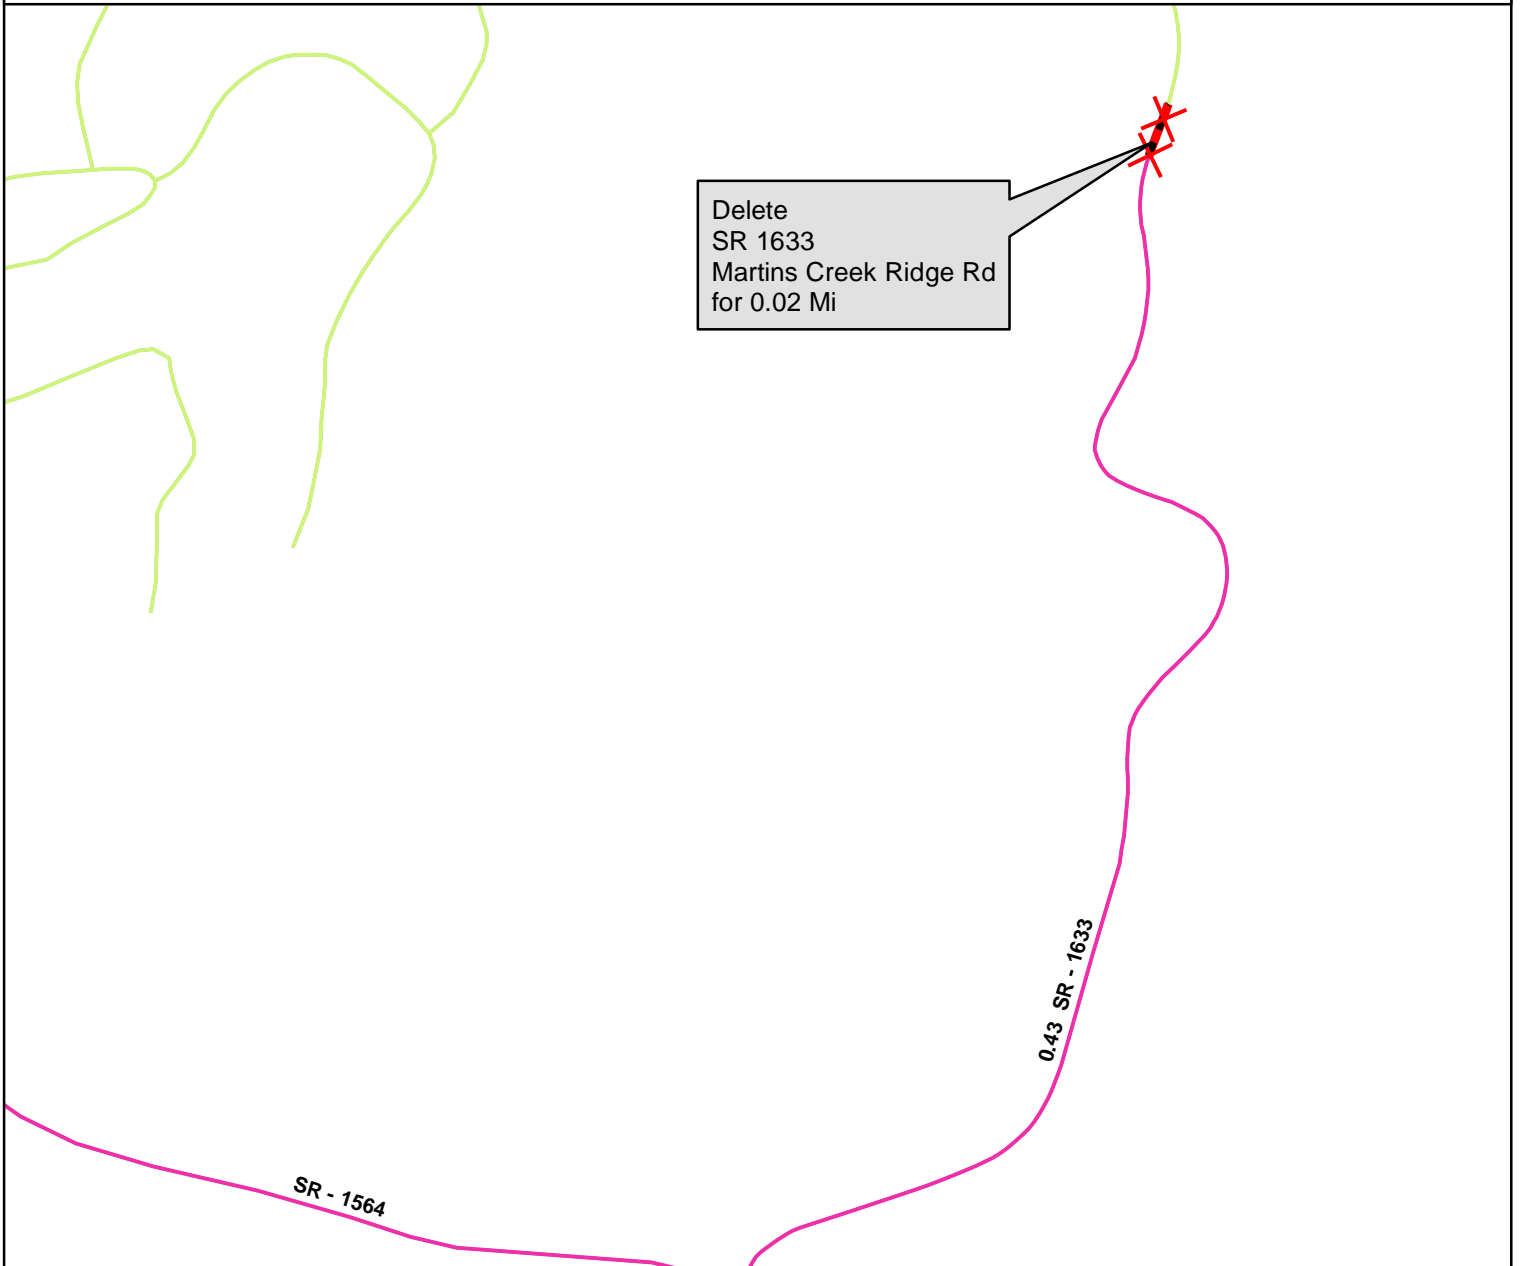 Delete
SR 1633
Martins Creek Ridge Rd
for 0.02 Mi
0.43 SR - 1633
SR - 1564